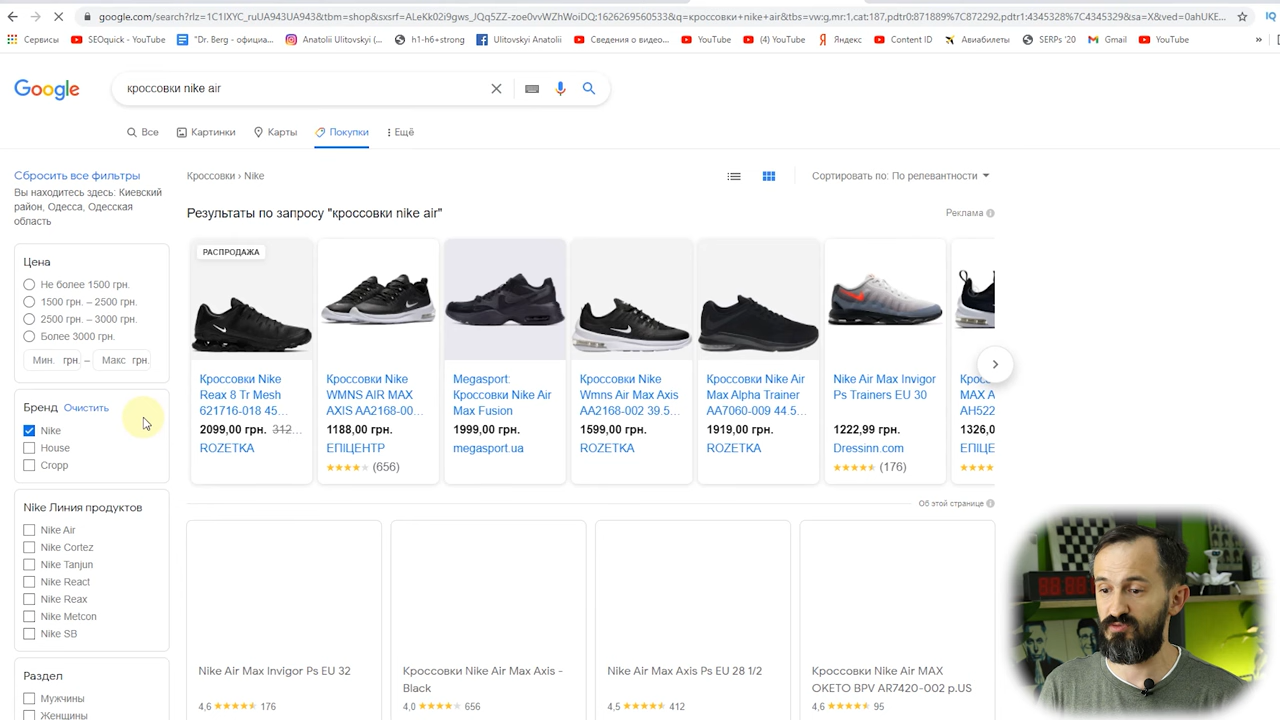 google.com/search?rlz=1C1IXYC_ruUA943UA943&tbm=shop&sxsrf=ALeKk02i9gws_JQq5ZZ-zoe0vvWZhWoiDQ:1626269560533&q=кроссовки+nike+air&tbs=vw:g,mr:1,cat:187,pdtr0:871889%7C872292,pdtr1:4345328%7C4345329&sa=X&ved=0ahUKE...
Сервисы
SEOquick - YouTube
"Dr. Berg - официа...
Anatolii Ulitovskyi (...
h1-h6+strong
Ulitovskyi Anatolii
Сведения о видео...
YouTube
(4) YouTube
Яндекс
Content ID
Авиабилеты
SERPs '20
Gmail
YouTube
»
Google
кроссовки nike air
Все
Картинки
Карты
Покупки
Ещё
Сбросить все фильтры
Вы находитесь здесь: Киевский
район, Одесса, Одесская
область
Кроссовки › Nike
Сортировать по: По релевантности
Результаты по запросу "кроссовки nike air"
Реклама
Цена
Не более 1500 грн.
1500 грн. – 2500 грн.
2500 грн. – 3000 грн.
Более 3000 грн.
Мин. грн. – Макс грн.
Бренд Очистить
Nike
House
Cropp
Nike Линия продуктов
Nike Air
Nike Cortez
Nike Tanjun
Nike React
Nike Reax
Nike Metcon
Nike SB
Раздел
Мужчины
Женщины
РАСПРОДАЖА
Кроссовки Nike
Reax 8 Tr Mesh
621716-018 45...
2099,00 грн. 312...
ROZETKA
Кроссовки Nike
WMNS AIR MAX
AXIS AA2168-00...
1188,00 грн.
ЕПІЦЕНТР
(656)
Megasport:
Кроссовки Nike Air
Max Fusion
1999,00 грн.
megasport.ua
Кроссовки Nike
Wmns Air Max Axis
AA2168-002 39.5...
1599,00 грн.
ROZETKA
Кроссовки Nike Air
Max Alpha Trainer
AA7060-009 44.5...
1919,00 грн.
ROZETKA
Nike Air Max Invigor
Ps Trainers EU 30
1222,99 грн.
Dressinn.com
(176)
MAX A
AH522
1326,0
ЕПІЦЕ
Об этой странице
Nike Air Max Invigor Ps EU 32
4,6
176
Кроссовки Nike Air Max Axis -
Black
4,0
656
Nike Air Max Axis Ps EU 28 1/2
4,5
412
Кроссовки Nike Air MAX
OKETO BPV AR7420-002 р.US
4,6
95